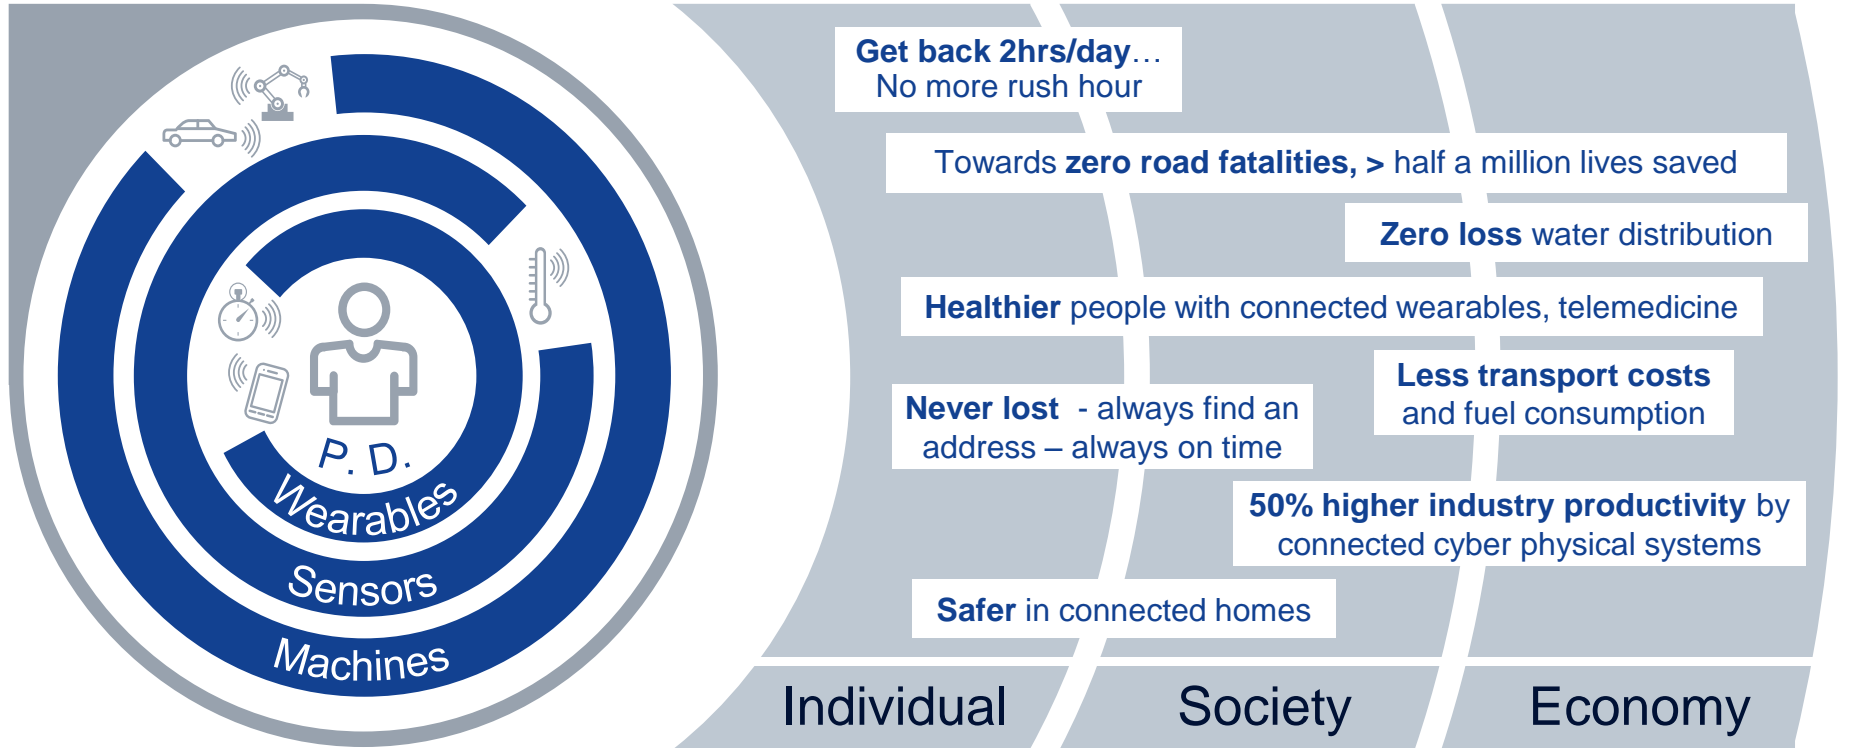 P. D.
Wearables
Sensors
Machines
Get back 2hrs/day…
No more rush hour
Towards zero road fatalities, > half a million lives saved
Zero loss water distribution
Healthier people with connected wearables, telemedicine
Less transport costs
and fuel consumption
Never lost - always find an
address – always on time
50% higher industry productivity by
connected cyber physical systems
Safer in connected homes
Individual
Society
Economy